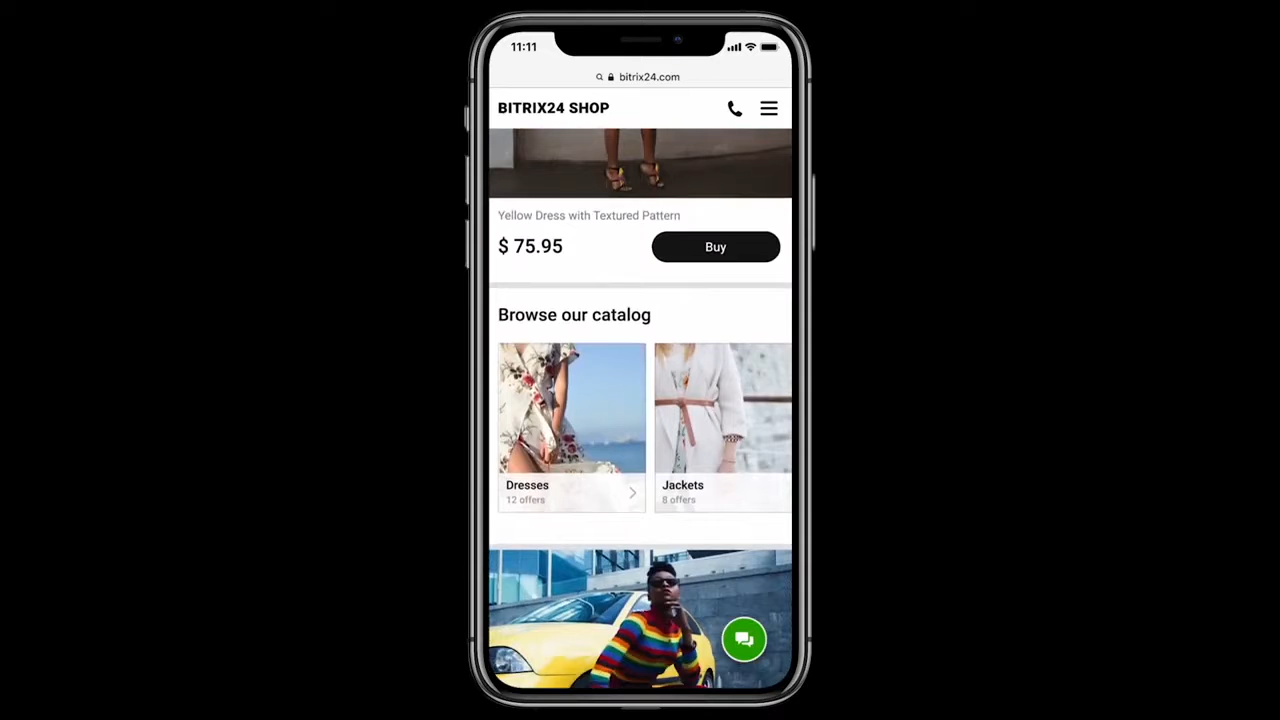 11:11
bitrix24.com
BITRIX24 SHOP
Yellow Dress with Textured Pattern
$ 75.95
Buy
Browse our catalog
Dresses
12 offers
Jackets
8 offers